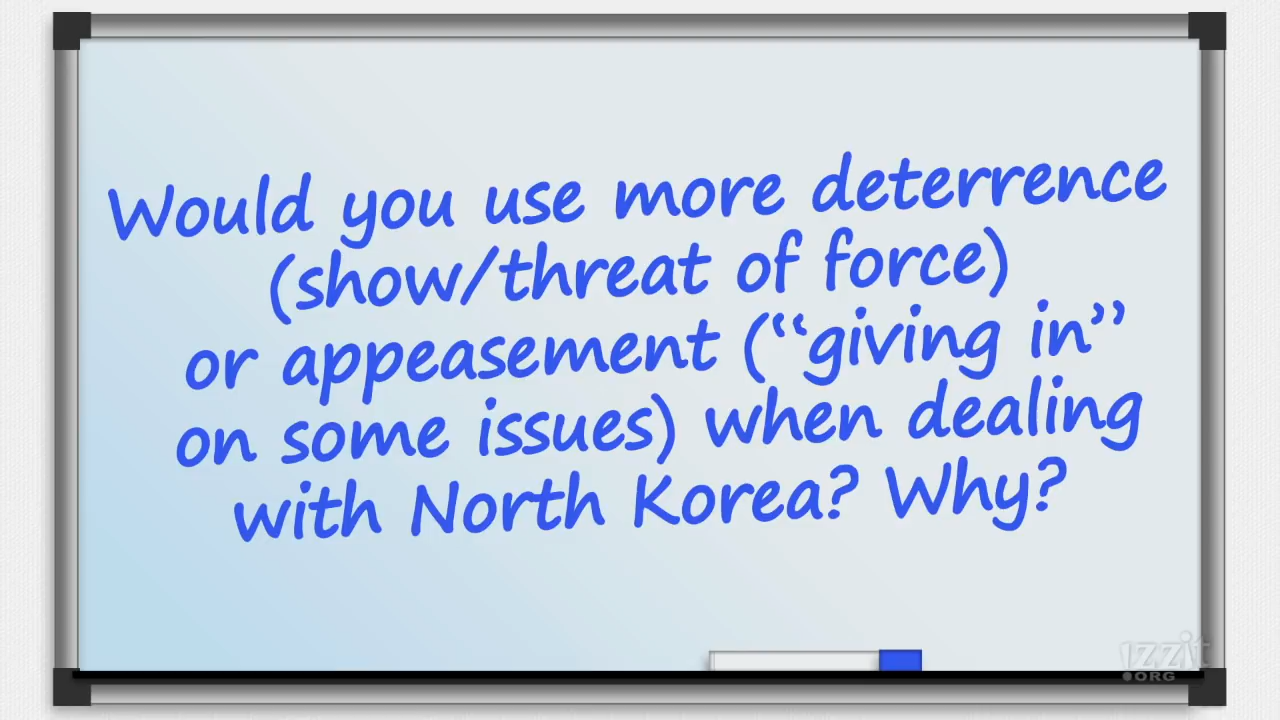 Would you use more deterrence
(show/threat of force)
or appeasement (“giving in”
on some issues) when dealing
with North Korea? Why?
izzit
.ORG